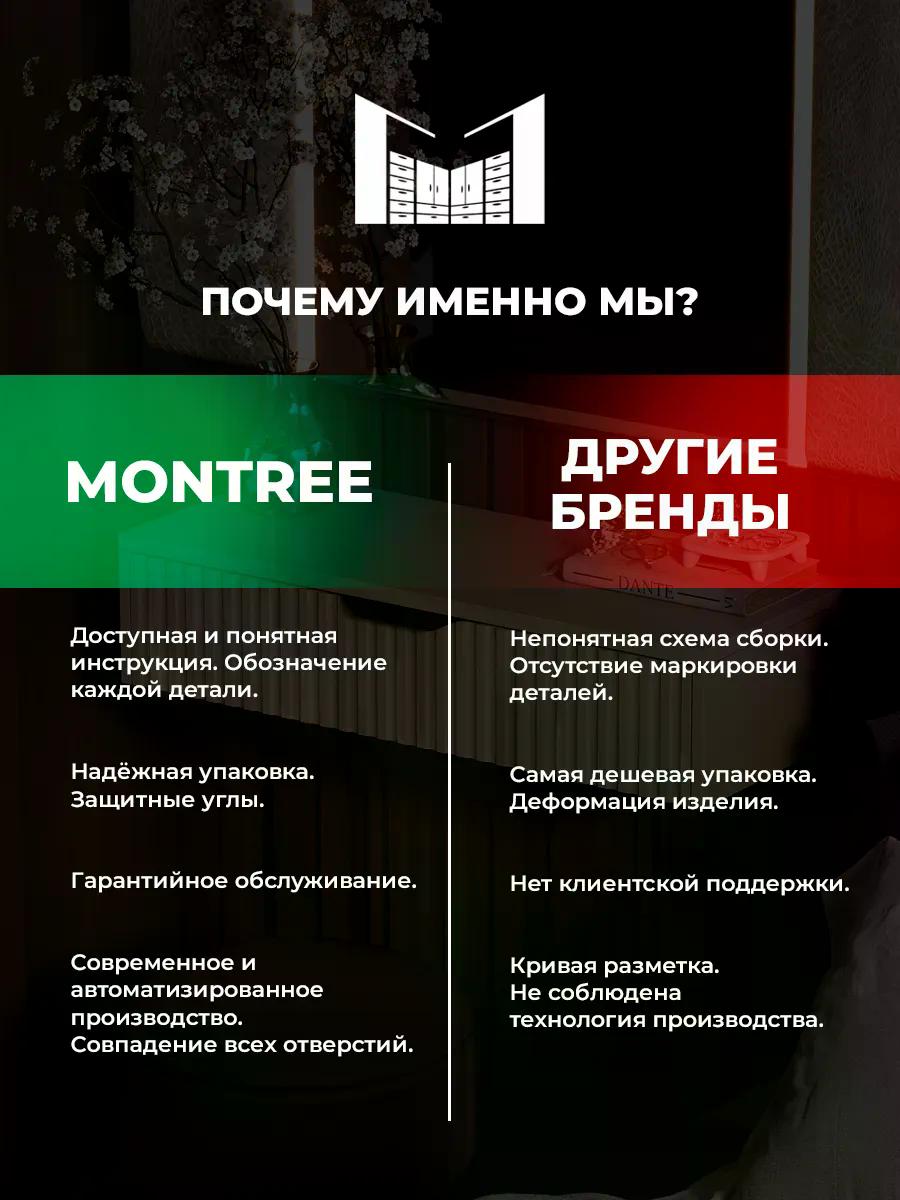 ПОЧЕМУ ИМЕННО МЫ?
MONTREE
ДРУГИЕ
БРЕНДЫ
DANTE
Доступная и понятная
инструкция. Обозначение
каждой детали.
Непонятная схема сборки.
Отсутствие маркировки
деталей.
Надёжная упаковка.
Защитные углы.
Самая дешевая упаковка.
Деформация изделия.
Гарантийное обслуживание.
Нет клиентской поддержки.
Современное и
автоматизированное
производство.
Совпадение всех отверстий.
Кривая разметка.
Не соблюдена
технология производства.